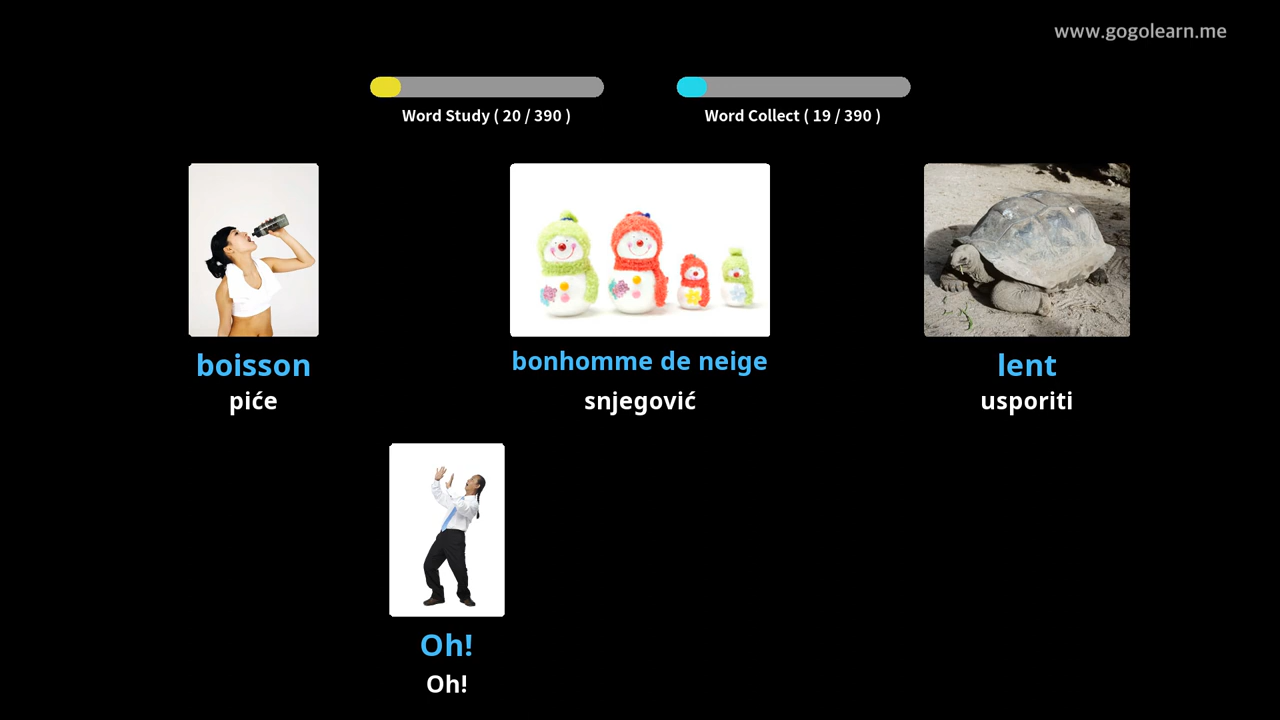 www.gogolearn.me
Word Study ( 20 / 390 )
Word Collect ( 19 / 390 )
boisson
piće
bonhomme de neige
snjegović
lent
usporiti
Oh!
Oh!